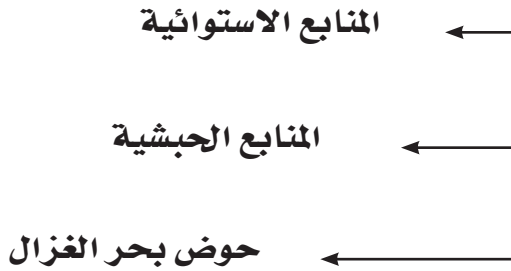 المنابع الاستوائية
المنابع الحبشية
حوض بحر الغزال